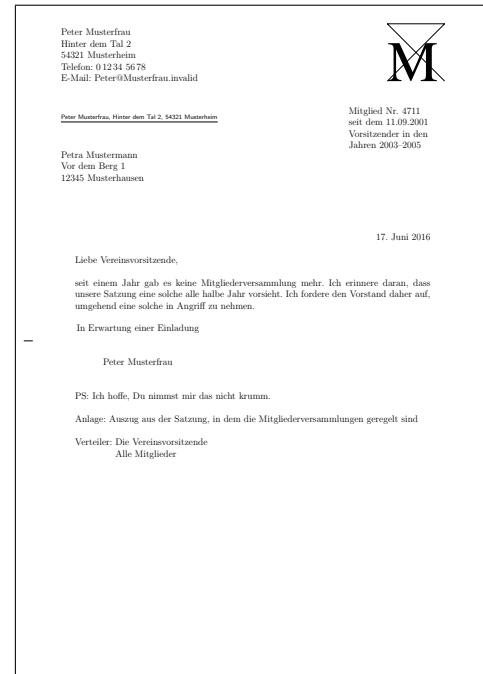 Peter Musterfrau
Hinter dem Tal 2
54321 Musterheim
Telefon: 0 12 34 56 78
E-Mail: Peter@Musterfrau.invalid
M
Peter Musterfrau, Hinter dem Tal 2, 54321 Musterheim
Mitglied Nr. 4711
seit dem 11.09.2001
Vorsitzender in den
Jahren 2003–2005
Petra Mustermann
Vor dem Berg 1
12345 Musterhausen
17. Juni 2016
Liebe Vereinsvorsitzende,
seit einem Jahr gab es keine Mitgliederversammlung mehr. Ich erinnere daran, dass
unsere Satzung eine solche alle halbe Jahr vorsieht. Ich fordere den Vorstand daher auf,
umgehend eine solche in Angriff zu nehmen.
In Erwartung einer Einladung
Peter Musterfrau
PS: Ich hoffe, Du nimmst mir das nicht krumm.
Anlage: Auszug aus der Satzung, in dem die Mitgliederversammlungen geregelt sind
Verteiler: Die Vereinsvorsitzende
Alle Mitglieder